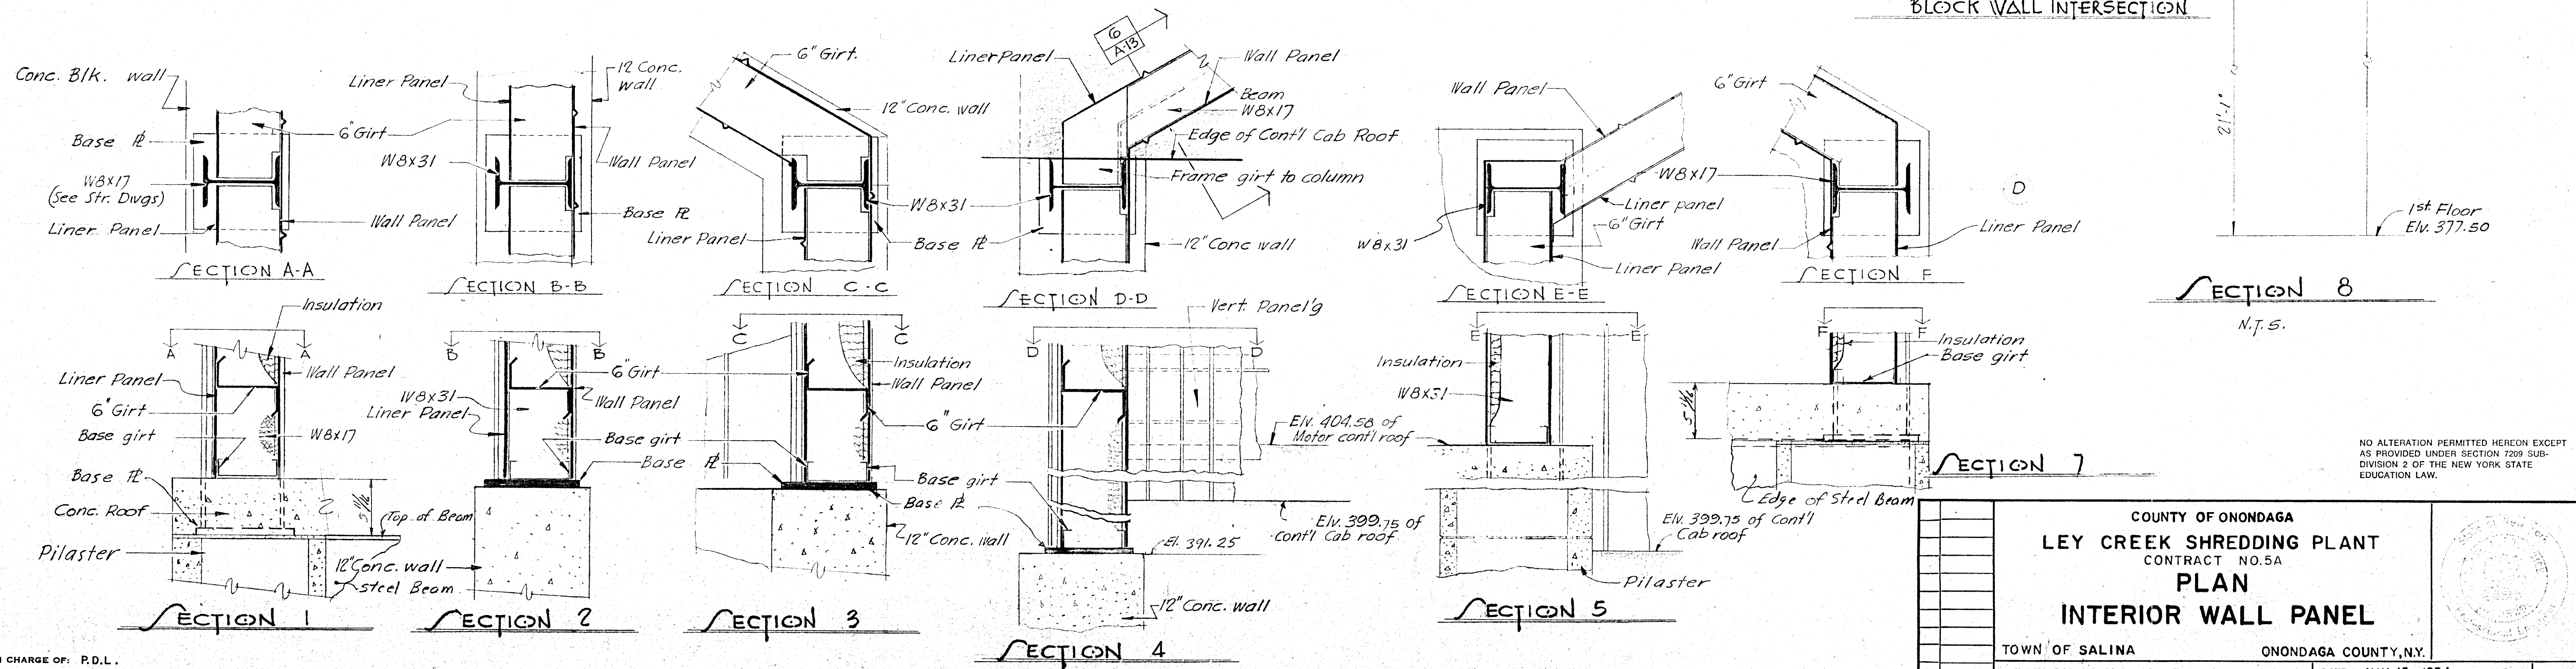 BLOCK WALL INTERSECTION
Conc. Blk. wall
Base ⅊
W8x17
(See Str. Dwgs)
Liner Panel
6" Girt
Wall Panel
SECTION A-A
Liner Panel
12 Conc.
wall
W8x31
Wall Panel
Base ⅊
SECTION B-B
6" Girt.
12" Conc. wall
Liner Panel
W8x31
Base ⅊
SECTION C-C
Liner Panel
6
A-13
Wall Panel
Beam
W8x17
Edge of Cont'l Cab Roof
Frame girt to column
12" Conc wall
SECTION D-D
Wall Panel
W8x31
Liner panel
6" Girt
Liner Panel
SECTION E-E
6" Girt
W8x17
Wall Panel
Liner Panel
SECTION F
D
21'-1"
1st. Floor
Elv. 377.50
SECTION 8
N.T.S.
Insulation
A
A
Liner Panel
Wall Panel
6" Girt
Base girt
W8x17
Base ⅊
Conc. Roof
Top of Beam
Pilaster
Steel Beam
SECTION 1
B
B
6" Girt
W8x31
Liner Panel
Wall Panel
Base girt
Base ⅊
12" Conc. wall
SECTION 2
C
C
Insulation
Wall Panel
6" Girt
Base girt
Base ⅊
12" Conc. Wall
SECTION 3
Vert. Panel'g
D
D
Elv. 404.58 of
Motor cont'l roof
Elv. 399.75 of
Cont'l Cab roof
El. 391.25
12" Conc. wall
SECTION 4
E
E
Insulation
W8x31
Elv. 399.75 of Cont'l
Cab roof
Pilaster
SECTION 5
F
F
Insulation
Base girt
Edge of Steel Beam
SECTION 7
NO ALTERATION PERMITTED HEREON EXCEPT
AS PROVIDED UNDER SECTION 7209 SUB-
DIVISION 2 OF THE NEW YORK STATE
EDUCATION LAW.
COUNTY OF ONONDAGA
LEY CREEK SHREDDING PLANT
CONTRACT NO.5A
PLAN
INTERIOR WALL PANEL
TOWN OF SALINA
ONONDAGA COUNTY, N.Y.
CHARGE OF: P.D.L.